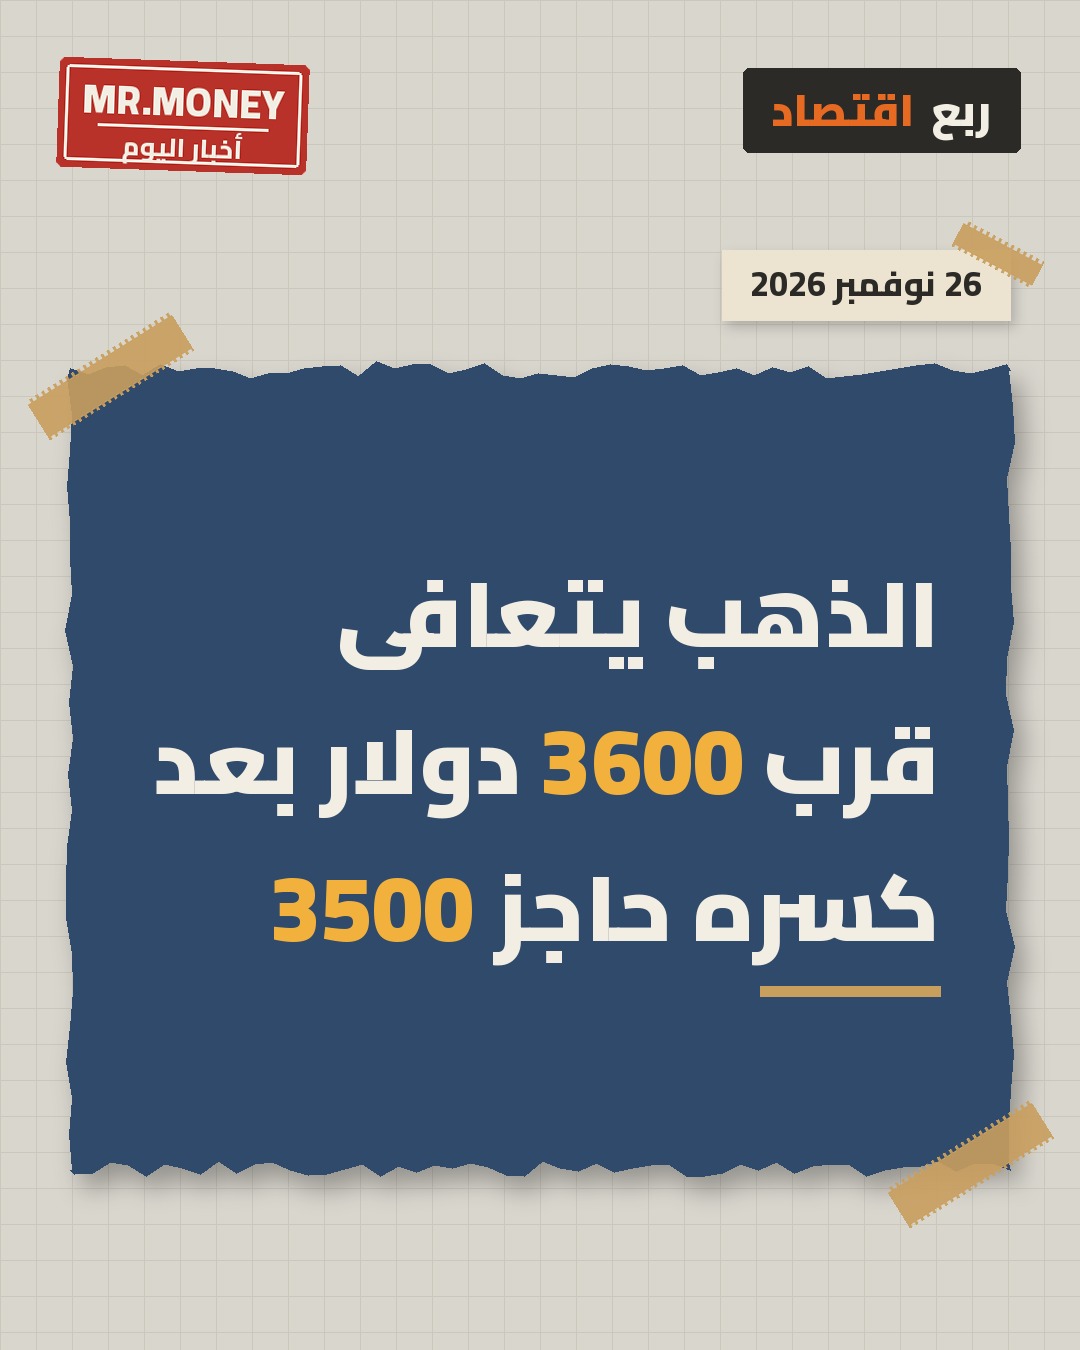 ربع اقتصاد
MR.MONEY
أخبار اليوم
26 نوفمبر 2026
الذهب يتعافى
قرب 3600 دولار بعد
كسره حاجز 3500